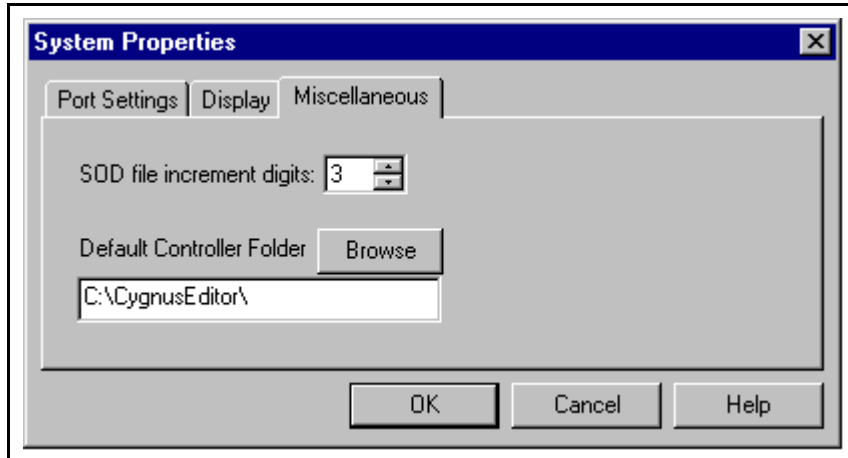 System Properties
Port Settings Display Miscellaneous
SOD file increment digits: 3
Default Controller Folder Browse
C:\CygnusEditor\
OK Cancel Help